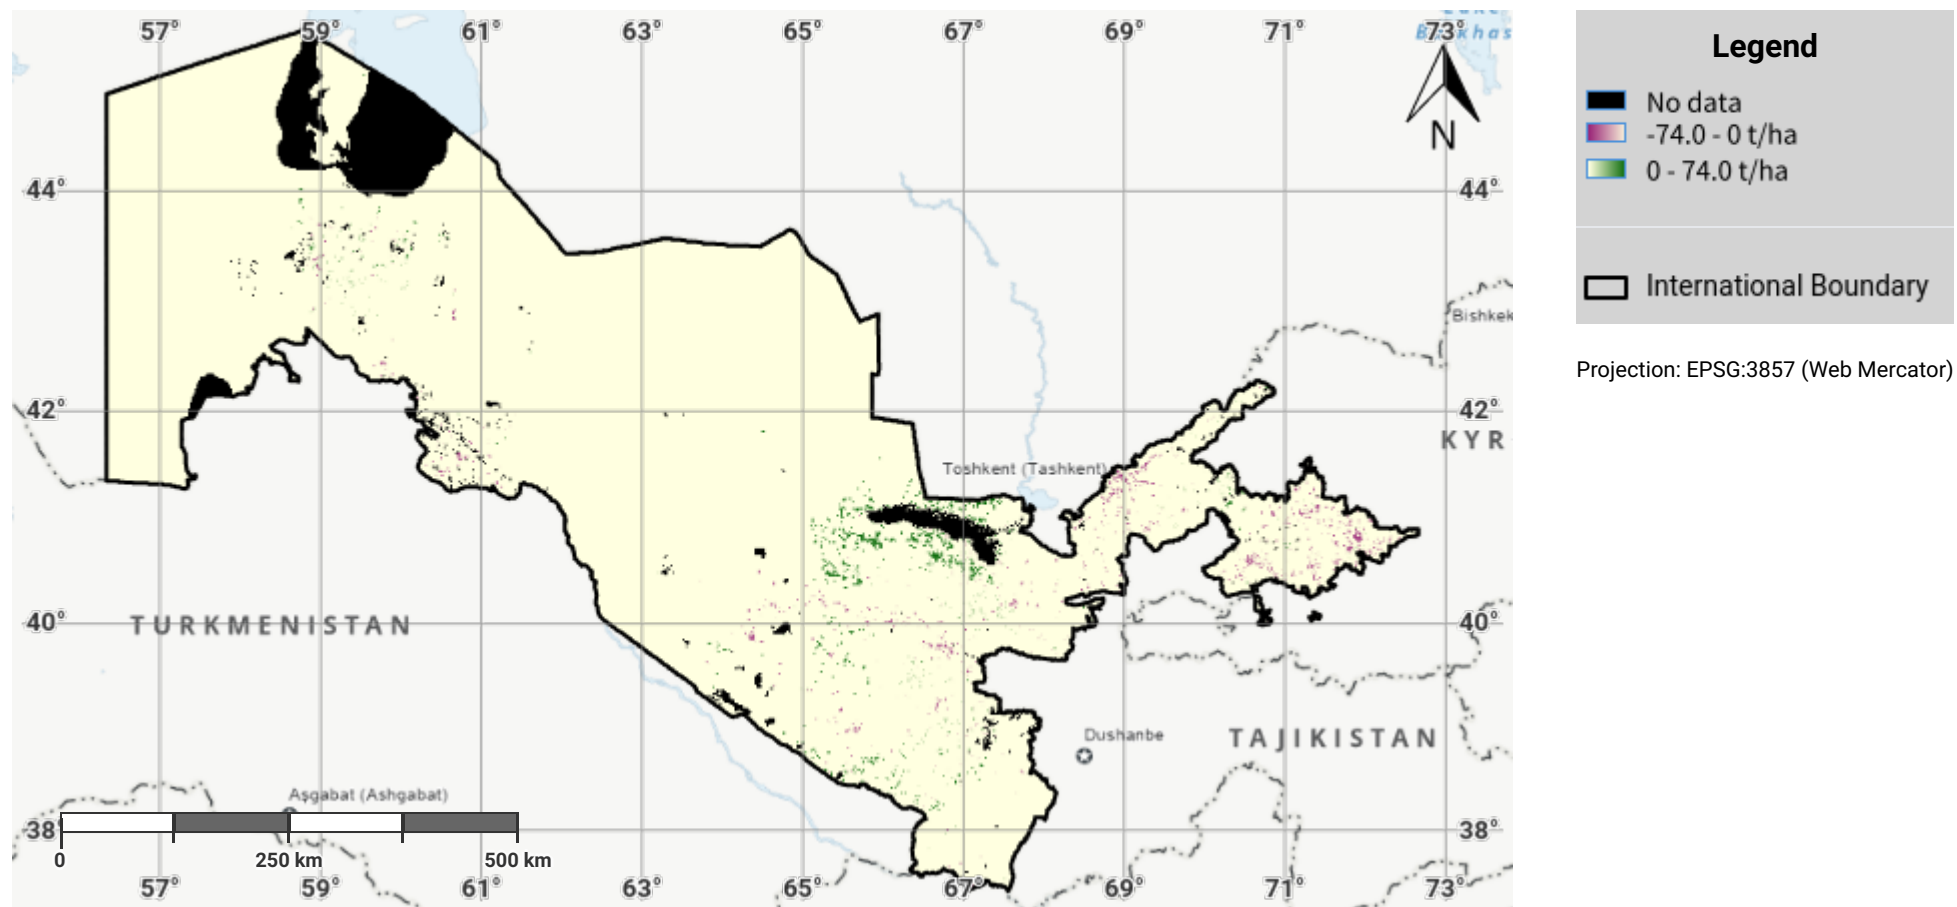 57° 59° 61° 63° 65° 67° 69° 71° 73°
Legend
No data
-74.0 - 0 t/ha
0 - 74.0 t/ha
International Boundary
Projection: EPSG:3857 (Web Mercator)
N
44° 44°
Bishkek
42° 42°
KYR
Toshkent (Tashkent)
40° 40°
TURKMENISTAN
Dushanbe
TAJIKISTAN
Aşgabat (Ashgabat)
38° 38°
0 250 km 500 km
57° 59° 61° 63° 65° 67° 69° 71° 73°